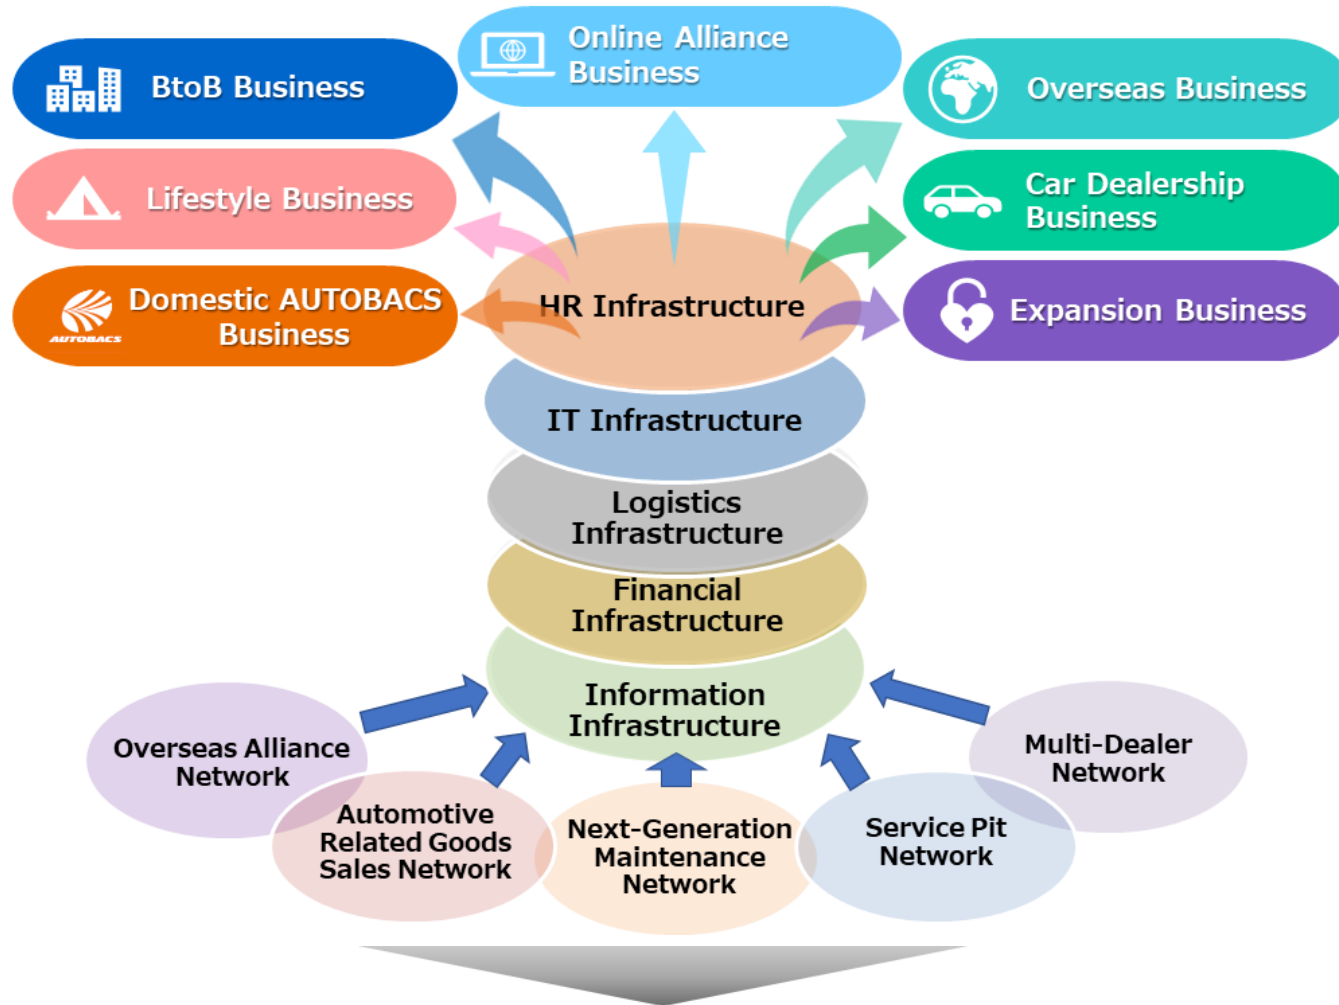 Online Alliance
Business
BtoB Business
Overseas Business
Lifestyle Business
Car Dealership
Business
AUTOBACS
Domestic AUTOBACS
Business
HR Infrastructure
Expansion Business
IT Infrastructure
Logistics
Infrastructure
Financial
Infrastructure
Information
Infrastructure
Overseas Alliance
Network
Automotive
Related Goods
Sales Network
Next-Generation
Maintenance
Network
Service Pit
Network
Multi-Dealer
Network